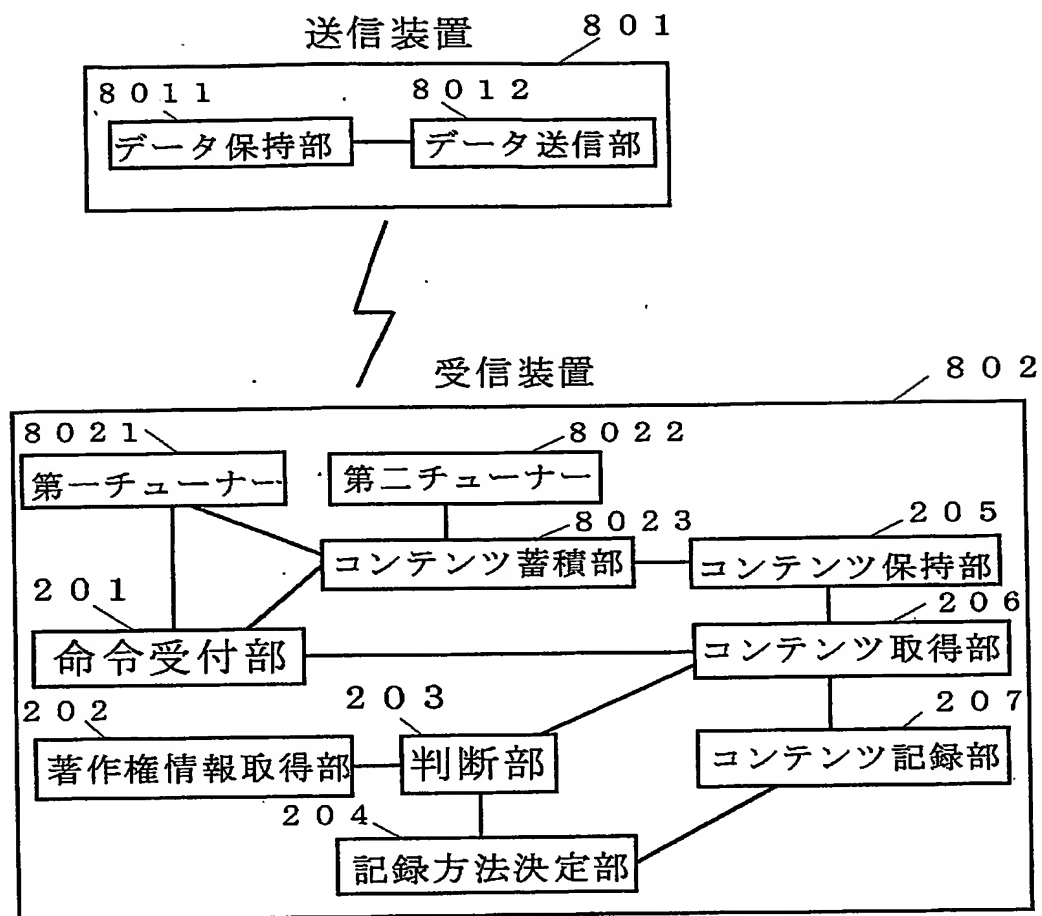 送信装置
８０１
８０１１
８０１２
データ保持部
データ送信部
受信装置
８０２
８０２１
８０２２
第一チューナー
第二チューナー
８０２３
２０５
コンテンツ蓄積部
コンテンツ保持部
２０１
２０６
命令受付部
コンテンツ取得部
２０２
２０３
２０７
著作権情報取得部
判断部
コンテンツ記録部
２０４
記録方法決定部